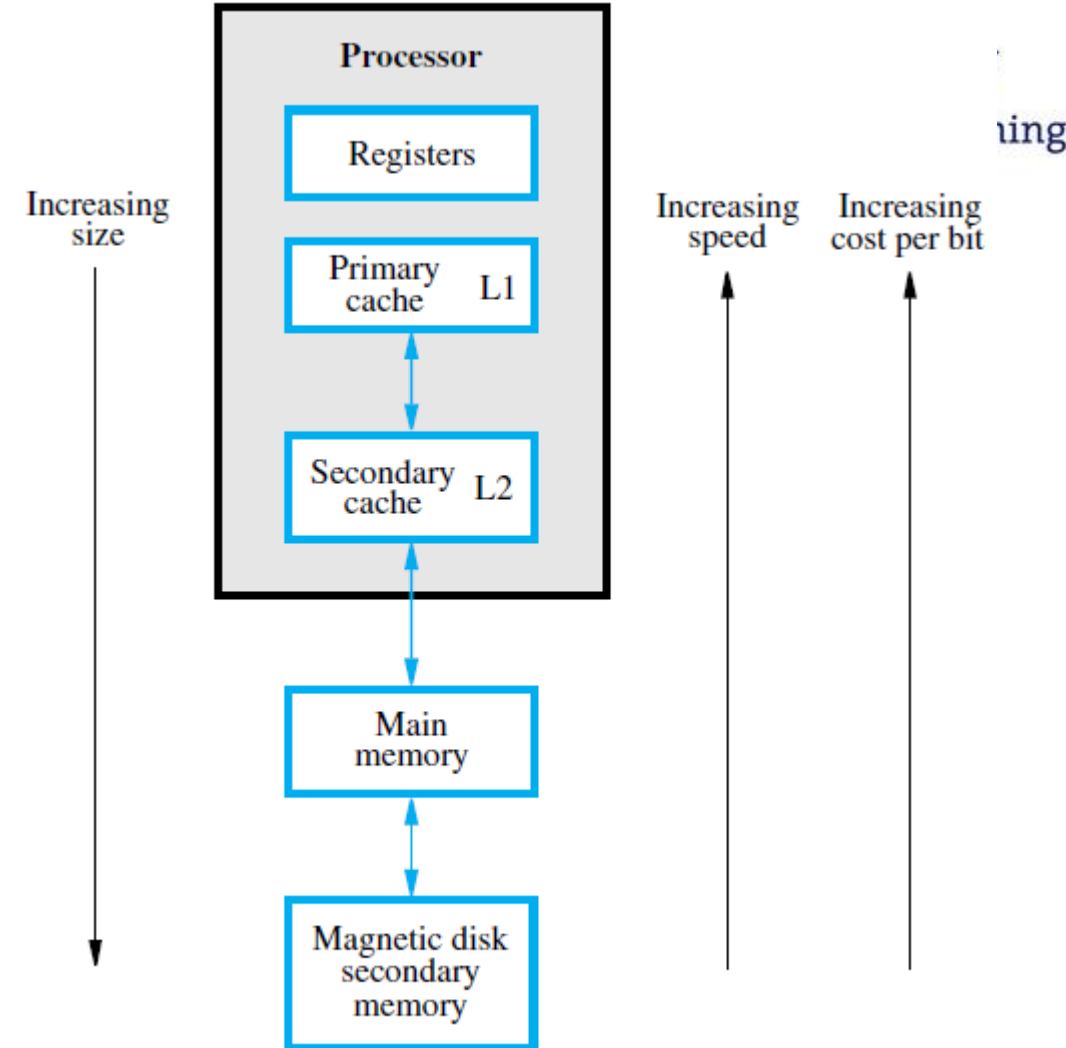 Processor
Registers
Increasing
size
Increasing
speed
Increasing
cost per bit
Primary
cache
L1
Secondary
cache
L2
Main
memory
Magnetic disk
secondary
memory